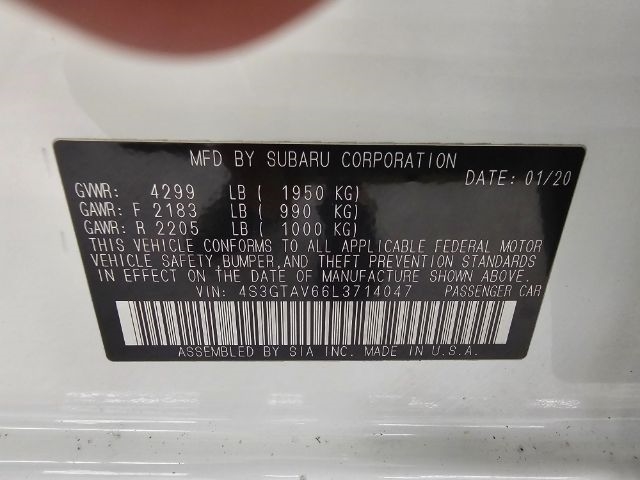 MFD BY SUBARU CORPORATION
DATE: 01/20
GVWR: 4299 LB ( 1950 KG)
GAWR: F 2183 LB ( 990 KG)
GAWR: R 2205 LB ( 1000 KG)
THIS VEHICLE CONFORMS TO ALL APPLICABLE FEDERAL MOTOR
VEHICLE SAFETY, BUMPER, AND THEFT PREVENTION STANDARDS
IN EFFECT ON THE DATE OF MANUFACTURE SHOWN ABOVE.
VIN: 4S3GTAV66L3714047 PASSENGER CAR
ASSEMBLED BY SIA INC. MADE IN U.S.A.